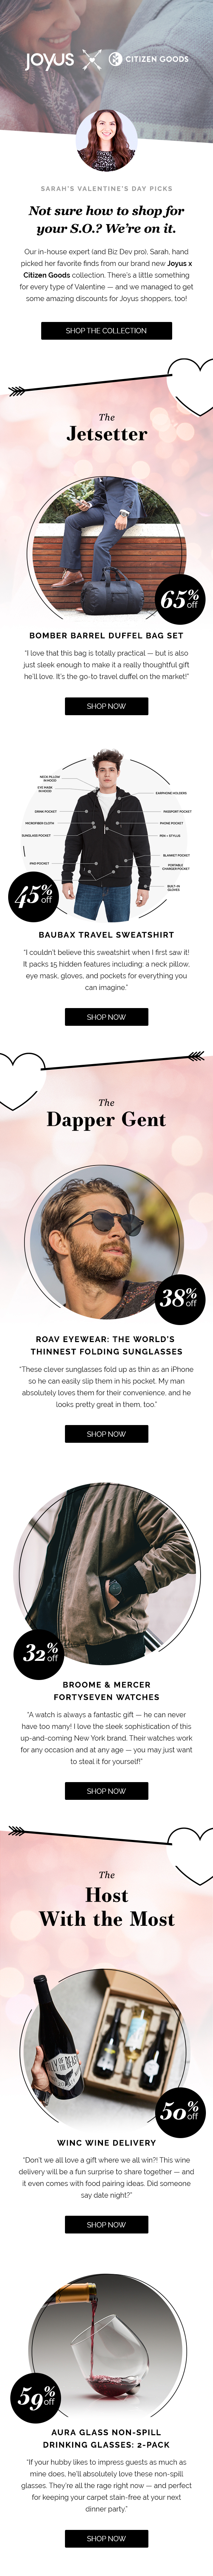 JOYUS
CITIZEN GOODS
SARAH'S VALENTINE'S DAY PICKS
Not sure how to shop for
your S.O.? We're on it.
Our in-house expert (and Biz Dev pro), Sarah, hand
picked her favorite finds from our brand new Joyus x
Citizen Goods collection. There's a little something
for every type of Valentine — and we managed to get
some amazing discounts for Joyus shoppers, too!
SHOP THE COLLECTION
The
Jetsetter
65%
off
BOMBER BARREL DUFFEL BAG SET
"I love that this bag is totally practical — but is also
just sleek enough to make it a really thoughtful gift
he'll love. It's the go-to travel duffel on the market!"
SHOP NOW
NECK PILLOW
IN HOOD
EYE MASK
IN HOOD
EARPHONE HOLDERS
DRINK POCKET
PASSPORT POCKET
MICROFIBER CLOTH
PHONE POCKET
SUNGLASS POCKET
PEN + STYLUS
BLANKET POCKET
PAD POCKET
PORTABLE
CHARGER POCKET
BUILT-IN
GLOVES
45%
off
BAUBAX TRAVEL SWEATSHIRT
"I couldn't believe this sweatshirt when I first saw it!
It packs 15 hidden features including: a neck pillow,
eye mask, gloves, and pockets for everything you
can imagine."
SHOP NOW
The
Dapper Gent
38%
off
ROAV EYEWEAR: THE WORLD'S
THINNEST FOLDING SUNGLASSES
"These clever sunglasses fold up as thin as an iPhone
so he can easily slip them in his pocket. My man
absolutely loves them for their convenience, and he
looks pretty great in them, too."
SHOP NOW
32%
off
BROOME & MERCER
FORTYSEVEN WATCHES
"A watch is always a fantastic gift — he can never
have too many! I love the sleek sophistication of this
up-and-coming New York brand. Their watches work
for any occasion and at any age — you may just want
to steal it for yourself!"
SHOP NOW
The
Host
With the Most
50%
off
WINC WINE DELIVERY
"Don't we all love a gift where we all win?! This wine
delivery will be a fun surprise to share together — and
it even comes with food pairing ideas. Did someone
say date night?"
SHOP NOW
59%
off
AURA GLASS NON-SPILL
DRINKING GLASSES: 2-PACK
"If your hubby likes to impress guests as much as
mine does, he'll absolutely love these non-spill
glasses. They're all the rage right now — and perfect
for keeping your carpet stain-free at your next
dinner party."
SHOP NOW